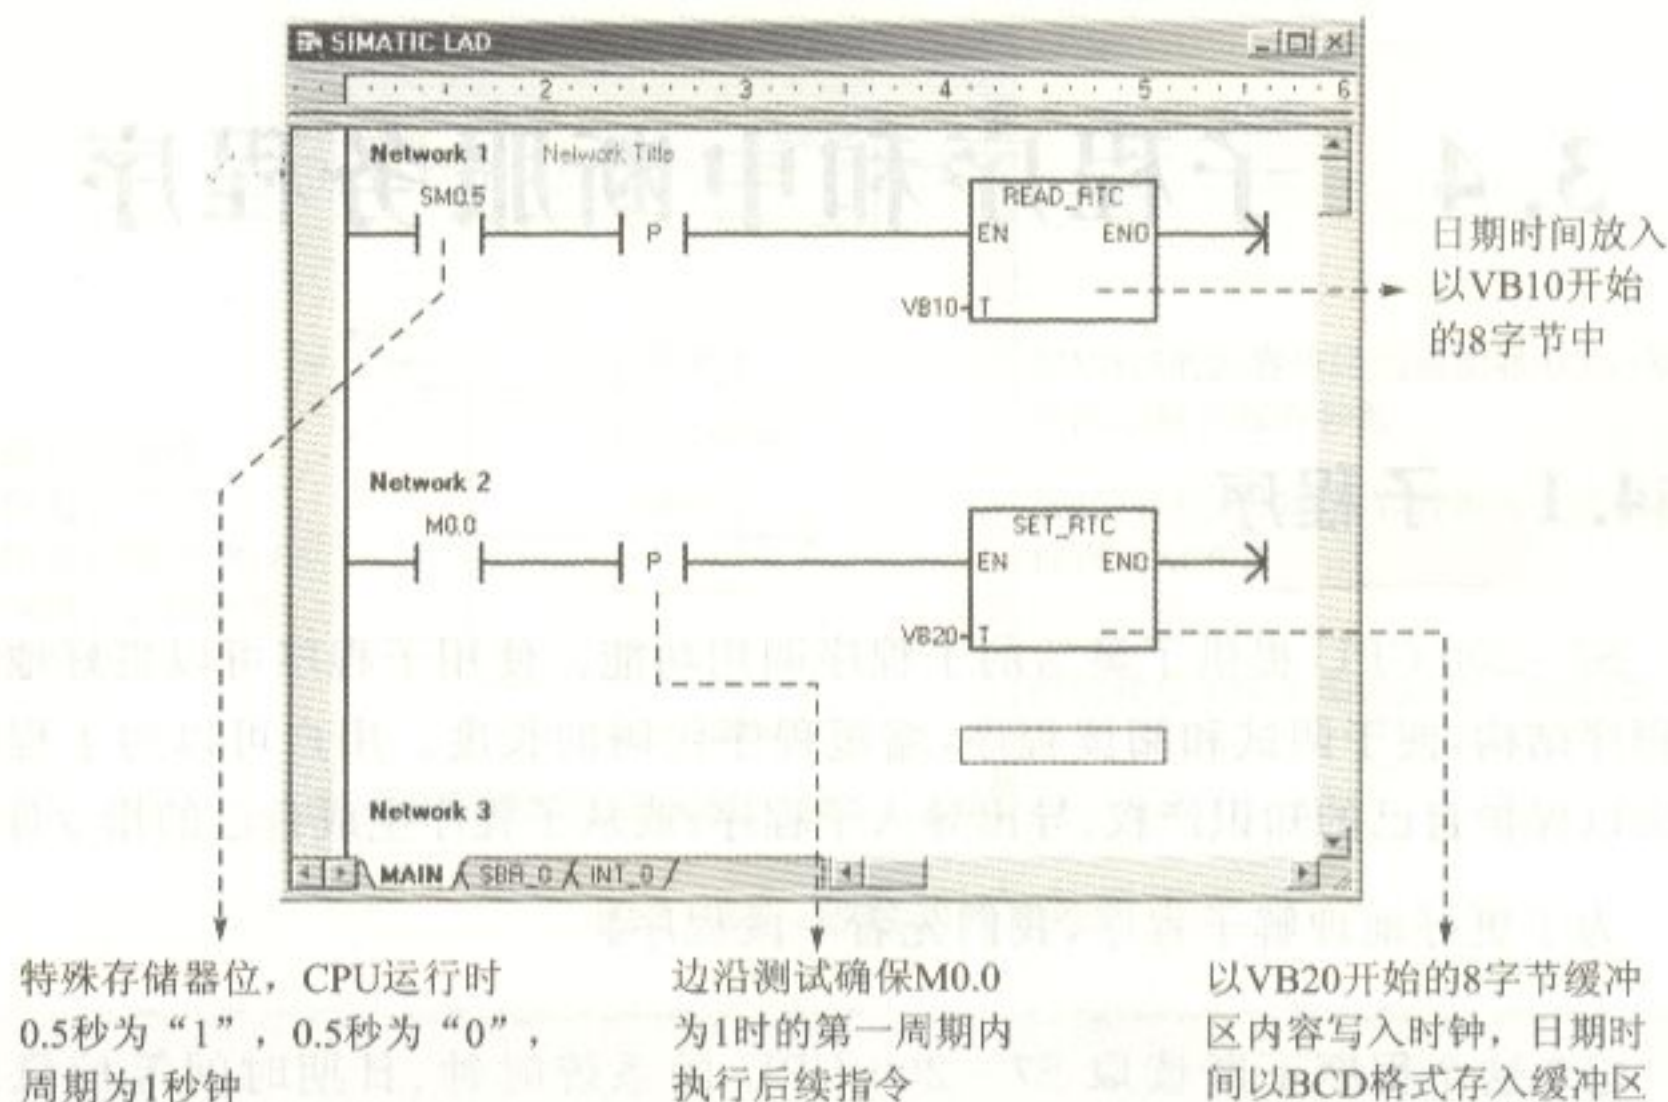 SIMATIC LAD
2 3 4 5 6
Network 1 Network Title
SM0.5
P
READ_RTC
EN ENO
VB10 T
日期时间放入
以VB10开始
的8字节中
Network 2
M0.0
P
SET_RTC
EN ENO
VB20 T
Network 3
MAIN SBR_0 INT_0
特殊存储器位，CPU运行时
0.5秒为“1”，0.5秒为“0”，
周期为1秒钟
边沿测试确保M0.0
为1时的第一周期内
执行后续指令
以VB20开始的8字节缓冲
区内容写入时钟，日期时
间以BCD格式存入缓冲区